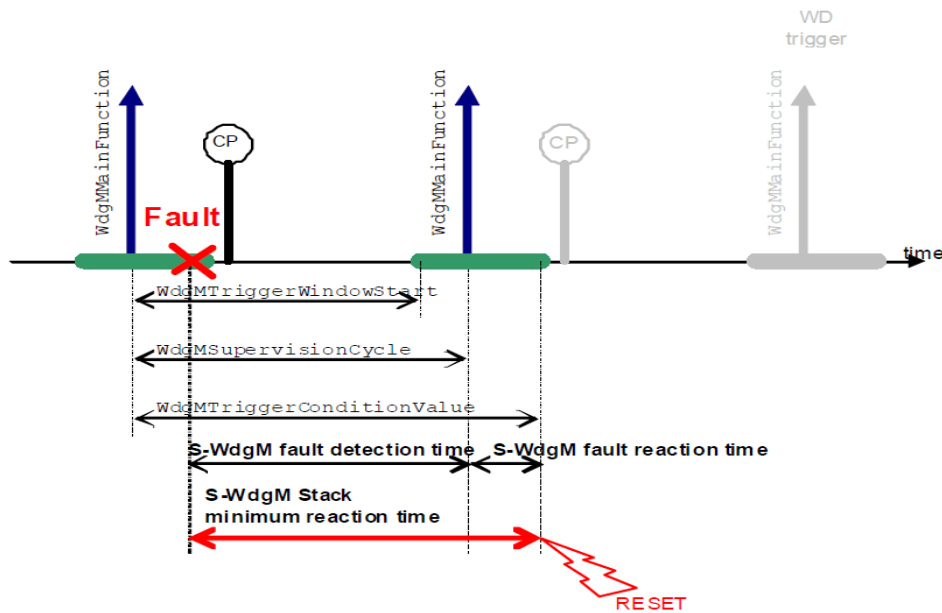 WD
trigger
WdgMMainFunction
CP
WdgMMainFunction
CP
WdgMMainFunction
Fault
time
WdgMTriggerWindowStart
WdgMSupervisionCycle
WdgMTriggerConditionValue
S-WdgM fault detection time
S-WdgM fault reaction time
S-WdgM Stack
minimum reaction time
RESET